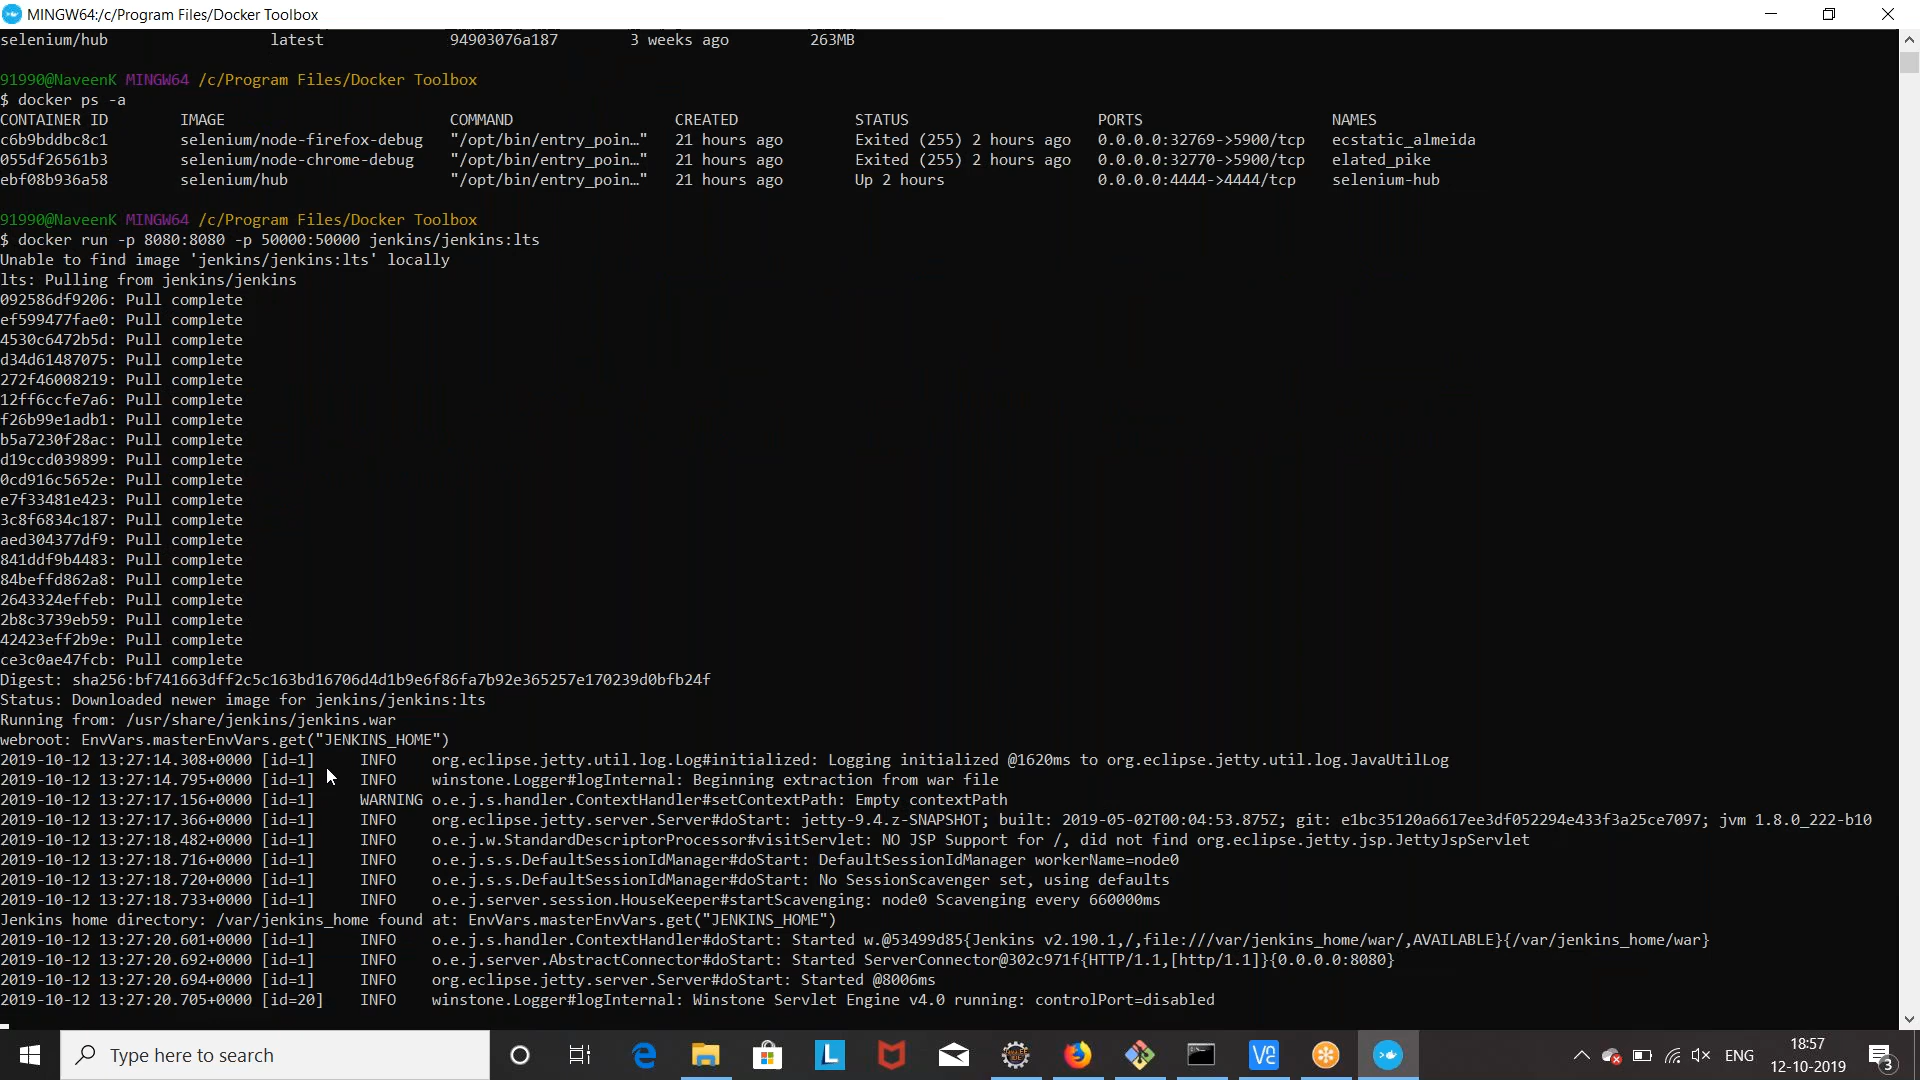 MINGW64:/c/Program Files/Docker Toolbox
selenium/hub latest 94903076a187 3 weeks ago 263MB
91990@NaveenK MINGW64 /c/Program Files/Docker Toolbox
$ docker ps -a
CONTAINER ID IMAGE COMMAND CREATED STATUS PORTS NAMES
c6b9bddbc8c1 selenium/node-firefox-debug "/opt/bin/entry_poin…" 21 hours ago Exited (255) 2 hours ago 0.0.0.0:32769->5900/tcp ecstatic_almeida
055df26561b3 selenium/node-chrome-debug "/opt/bin/entry_poin…" 21 hours ago Exited (255) 2 hours ago 0.0.0.0:32770->5900/tcp elated_pike
ebf08b936a58 selenium/hub "/opt/bin/entry_poin…" 21 hours ago Up 2 hours 0.0.0.0:4444->4444/tcp selenium-hub
91990@NaveenK MINGW64 /c/Program Files/Docker Toolbox
$ docker run -p 8080:8080 -p 50000:50000 jenkins/jenkins:lts
Unable to find image 'jenkins/jenkins:lts' locally
lts: Pulling from jenkins/jenkins
092586df9206: Pull complete
ef599477fae0: Pull complete
4530c6472b5d: Pull complete
d34d61487075: Pull complete
272f46008219: Pull complete
12ff6ccfe7a6: Pull complete
f26b99e1adb1: Pull complete
b5a7230f28ac: Pull complete
d19ccd039899: Pull complete
0cd916c5652e: Pull complete
e7f33481e423: Pull complete
3c8f6834c187: Pull complete
aed304377df9: Pull complete
841ddf9b4483: Pull complete
84beffd862a8: Pull complete
2643324effeb: Pull complete
2b8c3739eb59: Pull complete
42423eff2b9e: Pull complete
ce3c0ae47fcb: Pull complete
Digest: sha256:bf741663dff2c5c163bd16706d4d1b9e6f86fa7b92e365257e170239d0bfb24f
Status: Downloaded newer image for jenkins/jenkins:lts
Running from: /usr/share/jenkins/jenkins.war
webroot: EnvVars.masterEnvVars.get("JENKINS_HOME")
2019-10-12 13:27:14.308+0000 [id=1] INFO org.eclipse.jetty.util.log.Log#initialized: Logging initialized @1620ms to org.eclipse.jetty.util.log.JavaUtilLog
2019-10-12 13:27:14.795+0000 [id=1] INFO winstone.Logger#logInternal: Beginning extraction from war file
2019-10-12 13:27:17.156+0000 [id=1] WARNING o.e.j.s.handler.ContextHandler#setContextPath: Empty contextPath
2019-10-12 13:27:17.366+0000 [id=1] INFO org.eclipse.jetty.server.Server#doStart: jetty-9.4.z-SNAPSHOT; built: 2019-05-02T00:04:53.875Z; git: e1bc35120a6617ee3df052294e433f3a25ce7097; jvm 1.8.0_222-b10
2019-10-12 13:27:18.482+0000 [id=1] INFO o.e.j.w.StandardDescriptorProcessor#visitServlet: NO JSP Support for /, did not find org.eclipse.jetty.jsp.JettyJspServlet
2019-10-12 13:27:18.716+0000 [id=1] INFO o.e.j.s.s.DefaultSessionIdManager#doStart: DefaultSessionIdManager workerName=node0
2019-10-12 13:27:18.720+0000 [id=1] INFO o.e.j.s.s.DefaultSessionIdManager#doStart: No SessionScavenger set, using defaults
2019-10-12 13:27:18.733+0000 [id=1] INFO o.e.j.server.session.HouseKeeper#startScavenging: node0 Scavenging every 660000ms
Jenkins home directory: /var/jenkins_home found at: EnvVars.masterEnvVars.get("JENKINS_HOME")
2019-10-12 13:27:20.601+0000 [id=1] INFO o.e.j.s.handler.ContextHandler#doStart: Started w.@53499d85{Jenkins v2.190.1,/,file:///var/jenkins_home/war/,AVAILABLE}{/var/jenkins_home/war}
2019-10-12 13:27:20.692+0000 [id=1] INFO o.e.j.server.AbstractConnector#doStart: Started ServerConnector@302c971f{HTTP/1.1,[http/1.1]}{0.0.0.0:8080}
2019-10-12 13:27:20.694+0000 [id=1] INFO org.eclipse.jetty.server.Server#doStart: Started @8006ms
2019-10-12 13:27:20.705+0000 [id=20] INFO winstone.Logger#logInternal: Winstone Servlet Engine v4.0 running: controlPort=disabled
Type here to search
ENG
18:57
12-10-2019
3